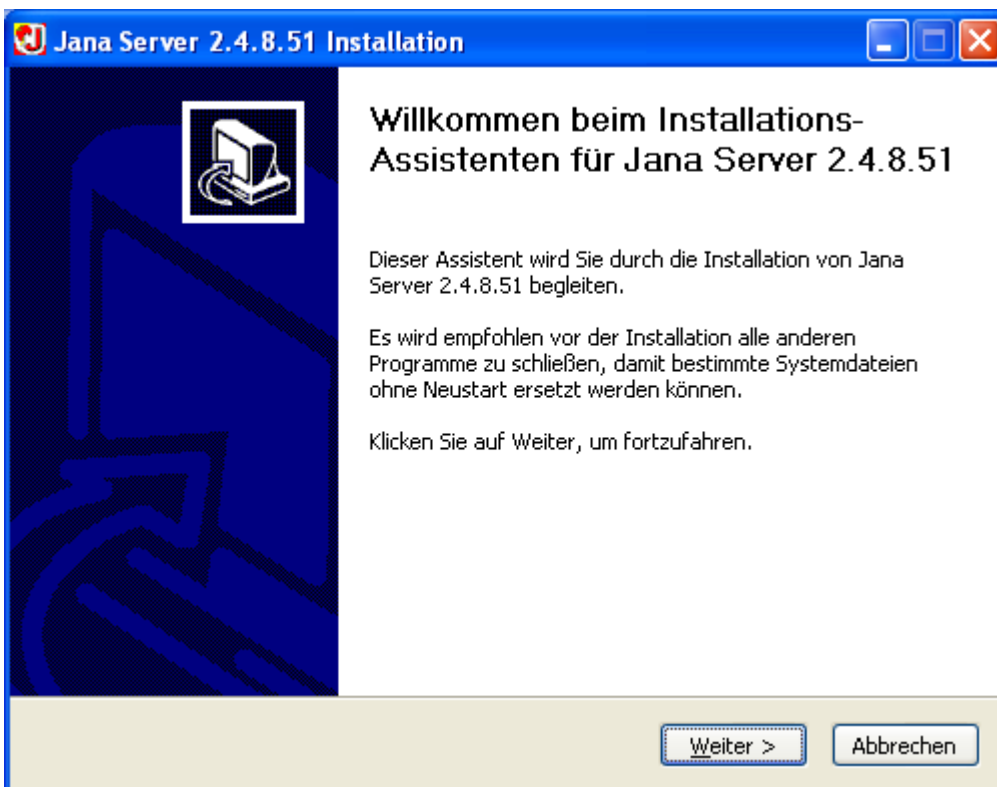 Jana Server 2.4.8.51 Installation
Willkommen beim Installations-
Assistenten für Jana Server 2.4.8.51
Dieser Assistent wird Sie durch die Installation von Jana
Server 2.4.8.51 begleiten.
Es wird empfohlen vor der Installation alle anderen
Programme zu schließen, damit bestimmte Systemdateien
ohne Neustart ersetzt werden können.
Klicken Sie auf Weiter, um fortzufahren.
Weiter >
Abbrechen